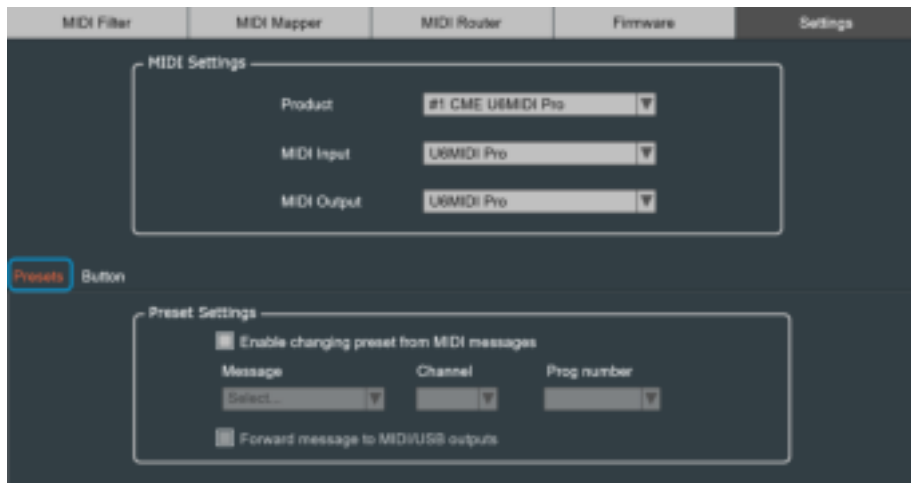 MIDI Filter MIDI Mapper MIDI Router Firmware Settings
MIDI Settings
Product #1 CME U6MIDI Pro
MIDI Input U6MIDI Pro
MIDI Output U6MIDI Pro
Presets Button
Preset Settings
Enable changing preset from MIDI messages
Message Channel Prog number
Select...
Forward message to MIDI/USB outputs